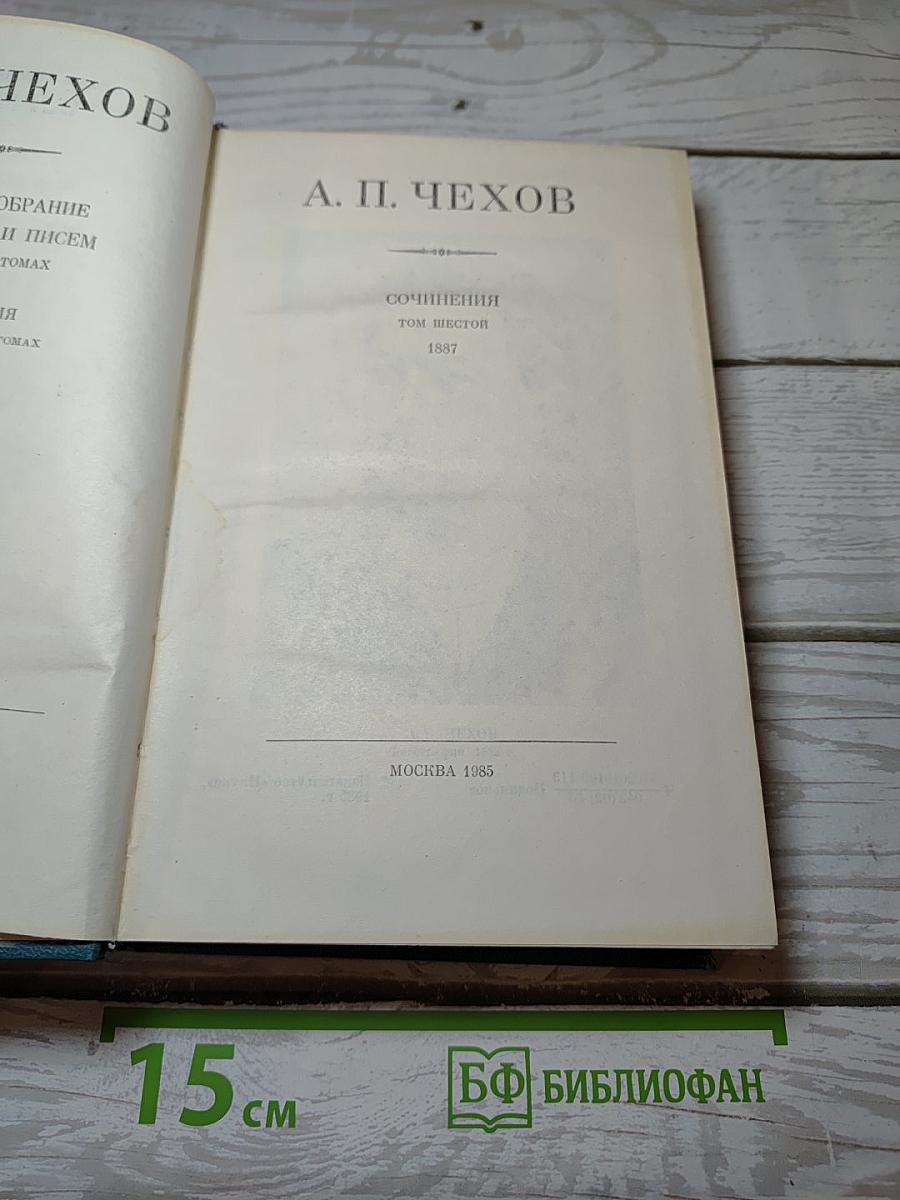 ЧЕХОВ
ОБРАНИЕ
И ПИСЕМ
ТОМАХ
ИЯ
ТОМАХ
А. П. ЧЕХОВ
СОЧИНЕНИЯ
ТОМ ШЕСТОЙ
1887
МОСКВА 1985
15 см
БФ БИБЛИОФАН